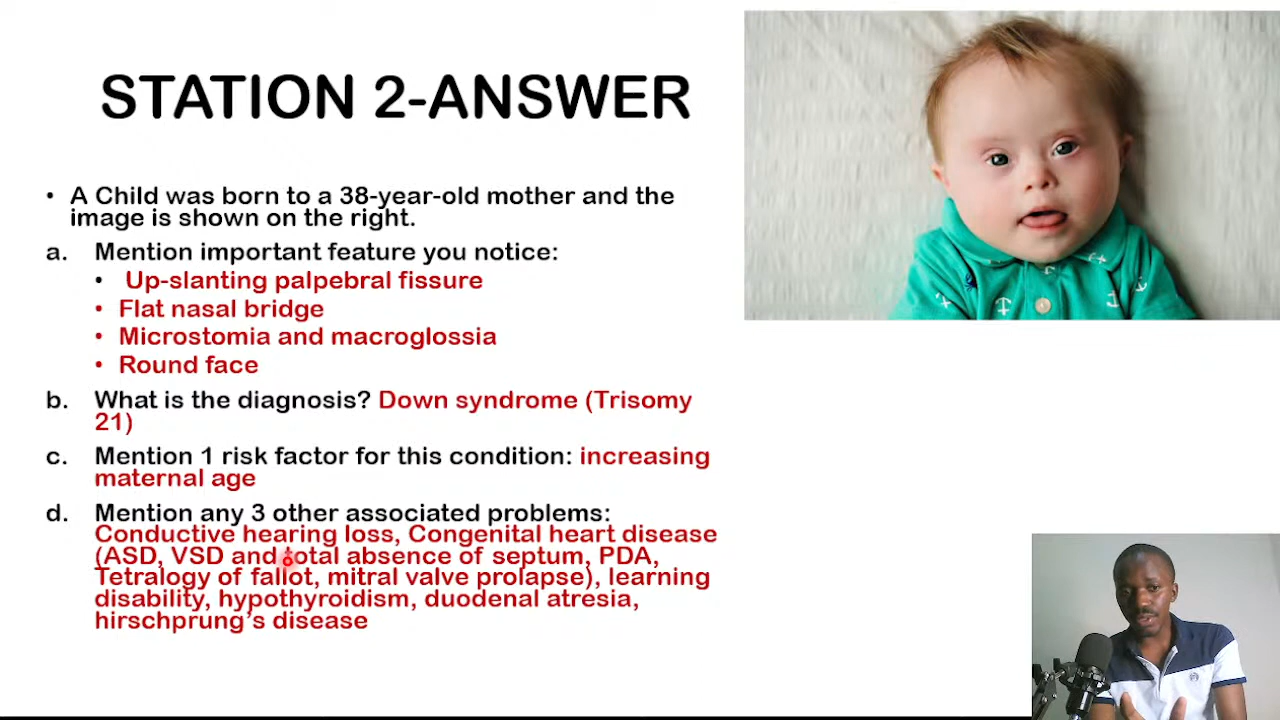 STATION 2-ANSWER
• A Child was born to a 38-year-old mother and the
image is shown on the right.
a. Mention important feature you notice:
• Up-slanting palpebral fissure
• Flat nasal bridge
• Microstomia and macroglossia
• Round face
b. What is the diagnosis? Down syndrome (Trisomy
21)
c. Mention 1 risk factor for this condition: increasing
maternal age
d. Mention any 3 other associated problems:
Conductive hearing loss, Congenital heart disease
(ASD, VSD and total absence of septum, PDA,
Tetralogy of fallot, mitral valve prolapse), learning
disability, hypothyroidism, duodenal atresia,
hirschprung's disease